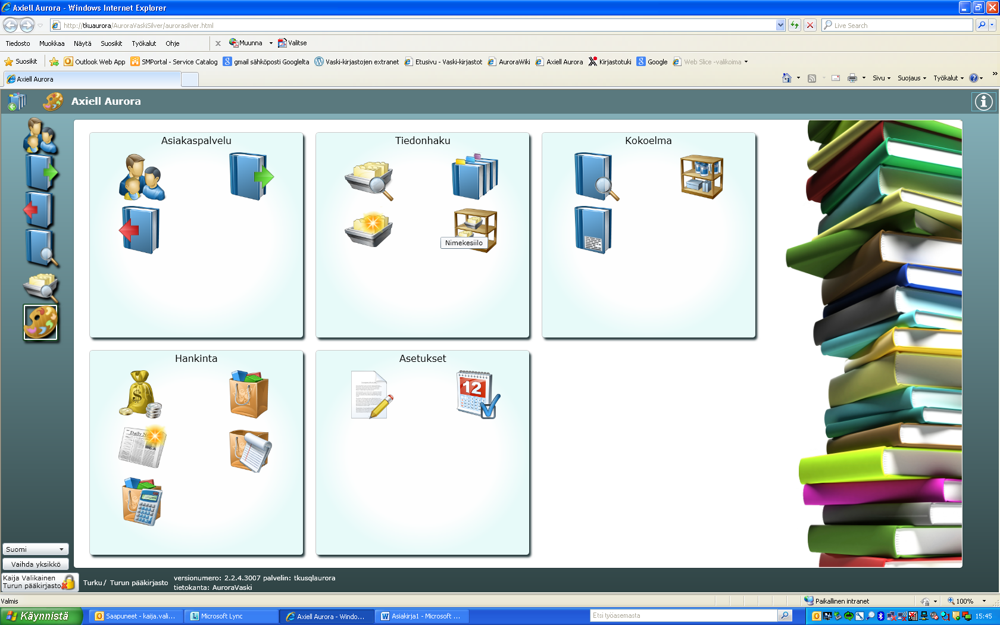 Axiell Aurora - Windows Internet Explorer
http://tkuaurora/AuroraVaskiSilver/aurorasilver.html
Live Search
Tiedosto Muokkaa Näytä Suosikit Työkalut Ohje
Muunna Valitse
Suosikit Outlook Web App SMPortal - Service Catalog gmail sähköposti Googlelta Vaski-kirjastojen extranet Etusivu - Vaski-kirjastot AuroraWiki Axiell Aurora Kirjastotuki Google Web Slice -valikoima
Axiell Aurora
Sivu Suojaus Työkalut
Axiell Aurora
Asiakaspalvelu Tiedonhaku Kokoelma
Nimekesiilo
Hankinta Asetukset
12
Suomi
Vaihda yksikkö
Kaija Valikainen
Turun pääkirjasto
Turku / Turun pääkirjasto
versionumero: 2.2.4.3007 palvelin: tkusqlaurora
tietokanta: AuroraVaski
Valmis Paikallinen intranet 100%
Käynnistä Saapuneet - kaija.vali... Microsoft Lync Axiell Aurora - Windo... Asiakirja1 - Microsoft ... Etsi työasemasta 15:45